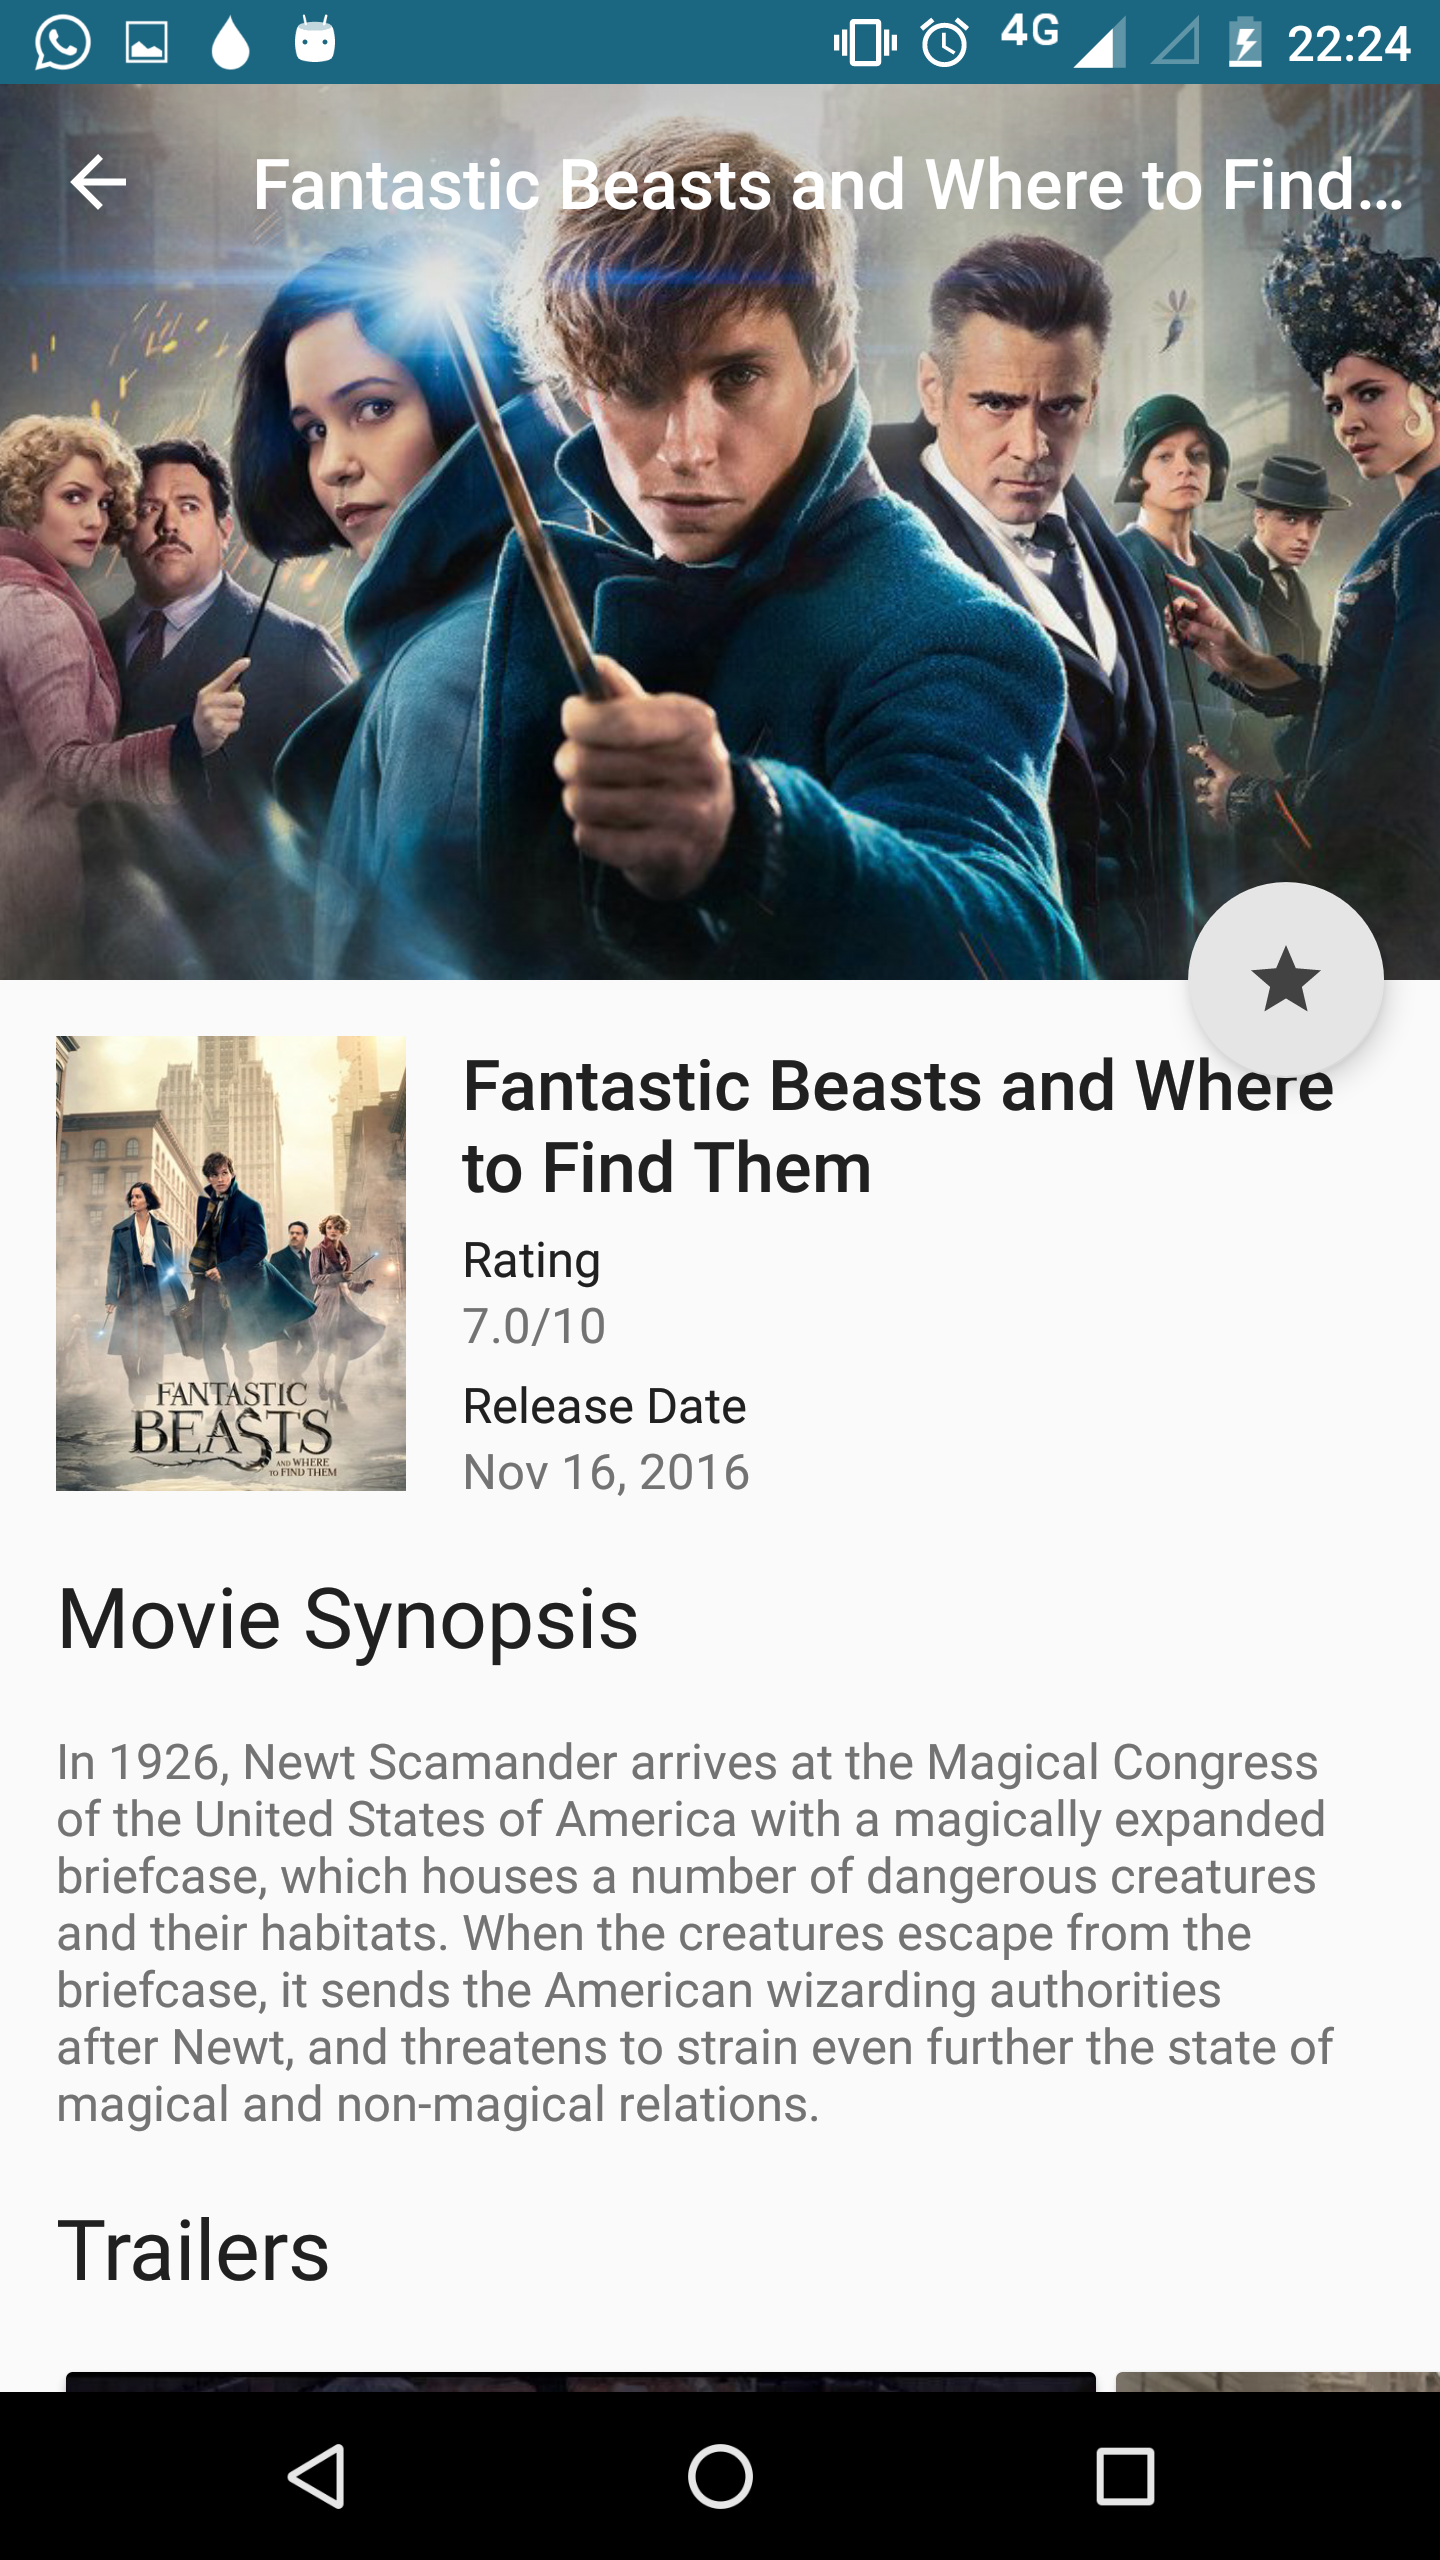 4G 22:24
Fantastic Beasts and Where to Find...
Fantastic Beasts and Where
to Find Them
Rating
7.0/10
Release Date
Nov 16, 2016
FANTASTIC
BEASTS
AND WHERE
TO FIND THEM
Movie Synopsis
In 1926, Newt Scamander arrives at the Magical Congress
of the United States of America with a magically expanded
briefcase, which houses a number of dangerous creatures
and their habitats. When the creatures escape from the
briefcase, it sends the American wizarding authorities
after Newt, and threatens to strain even further the state of
magical and non-magical relations.
Trailers